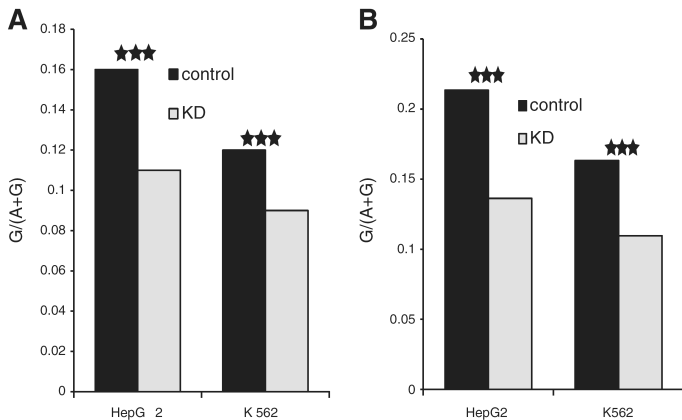 A
G/(A+G)
0.18
0.16
0.14
0.12
0.1
0.08
0.06
0.04
0.02
0
★★★
control
KD
★★★
HepG 2
K 562
B
G/(A+G)
0.25
0.2
0.15
0.1
0.05
0
★★★
control
KD
★★★
HepG2
K562